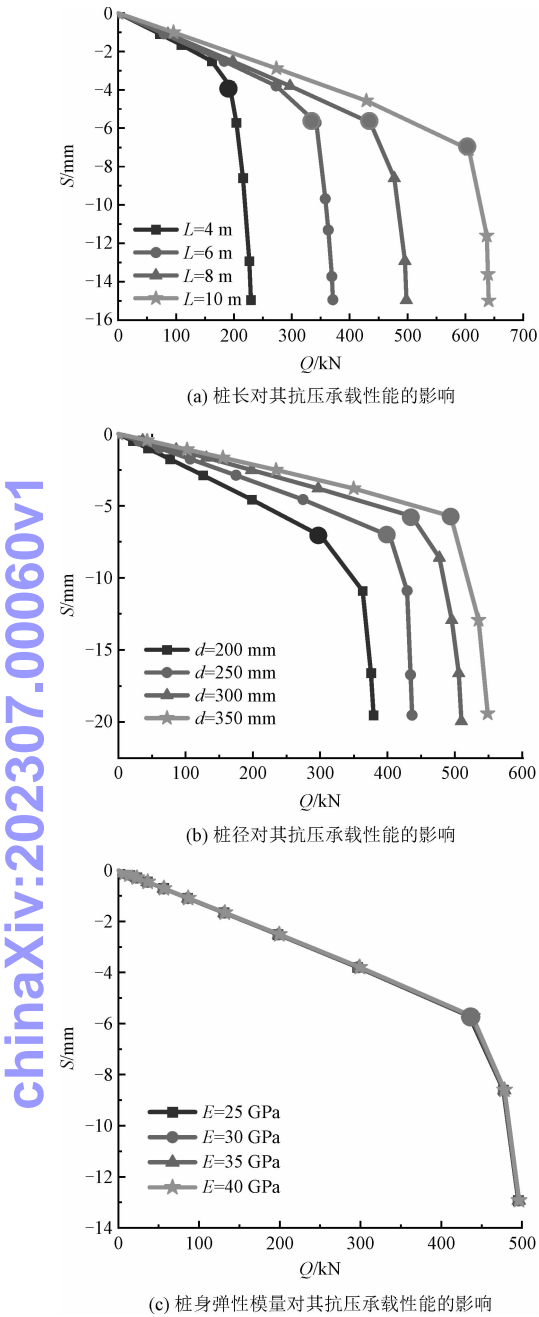 0
−2
−4
−6
−8
−10
−12
−14
−16
S/mm
L=4 m
L=6 m
L=8 m
L=10 m
0 100 200 300 400 500 600 700
Q/kN
(a) 桩长对其抗压承载性能的影响
0
−5
−10
−15
−20
S/mm
d=200 mm
d=250 mm
d=300 mm
d=350 mm
0 100 200 300 400 500 600
Q/kN
(b) 桩径对其抗压承载性能的影响
0
−2
−4
−6
−8
−10
−12
−14
S/mm
E=25 GPa
E=30 GPa
E=35 GPa
E=40 GPa
0 100 200 300 400 500
Q/kN
(c) 桩身弹性模量对其抗压承载性能的影响
chinaXiv:202307.00060v1